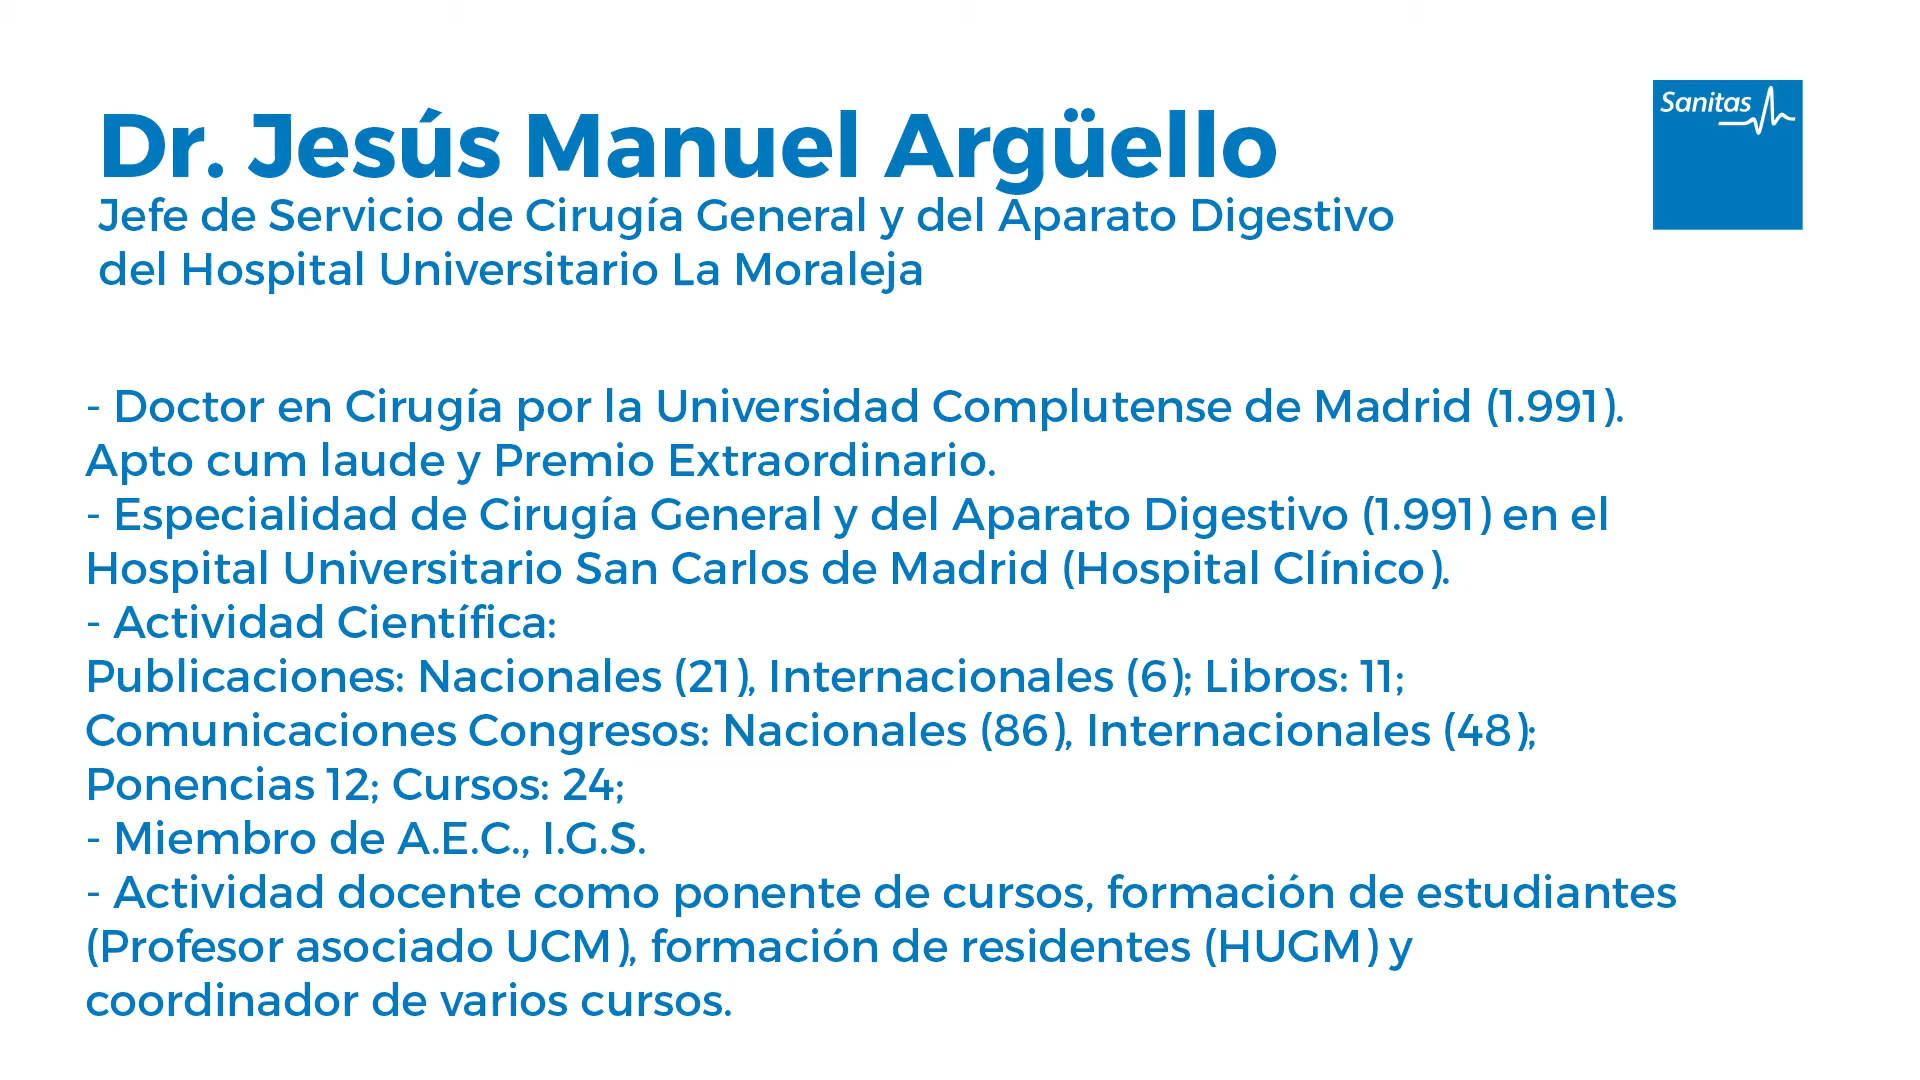 Dr. Jesús Manuel Argüello
Sanitas
Jefe de Servicio de Cirugía General y del Aparato Digestivo
del Hospital Universitario La Moraleja
- Doctor en Cirugía por la Universidad Complutense de Madrid (1.991).
Apto cum laude y Premio Extraordinario.
- Especialidad de Cirugía General y del Aparato Digestivo (1.991) en el
Hospital Universitario San Carlos de Madrid (Hospital Clínico).
- Actividad Científica:
Publicaciones: Nacionales (21), Internacionales (6); Libros: 11;
Comunicaciones Congresos: Nacionales (86), Internacionales (48);
Ponencias 12; Cursos: 24;
- Miembro de A.E.C., I.G.S.
- Actividad docente como ponente de cursos, formación de estudiantes
(Profesor asociado UCM), formación de residentes (HUGM) y
coordinador de varios cursos.